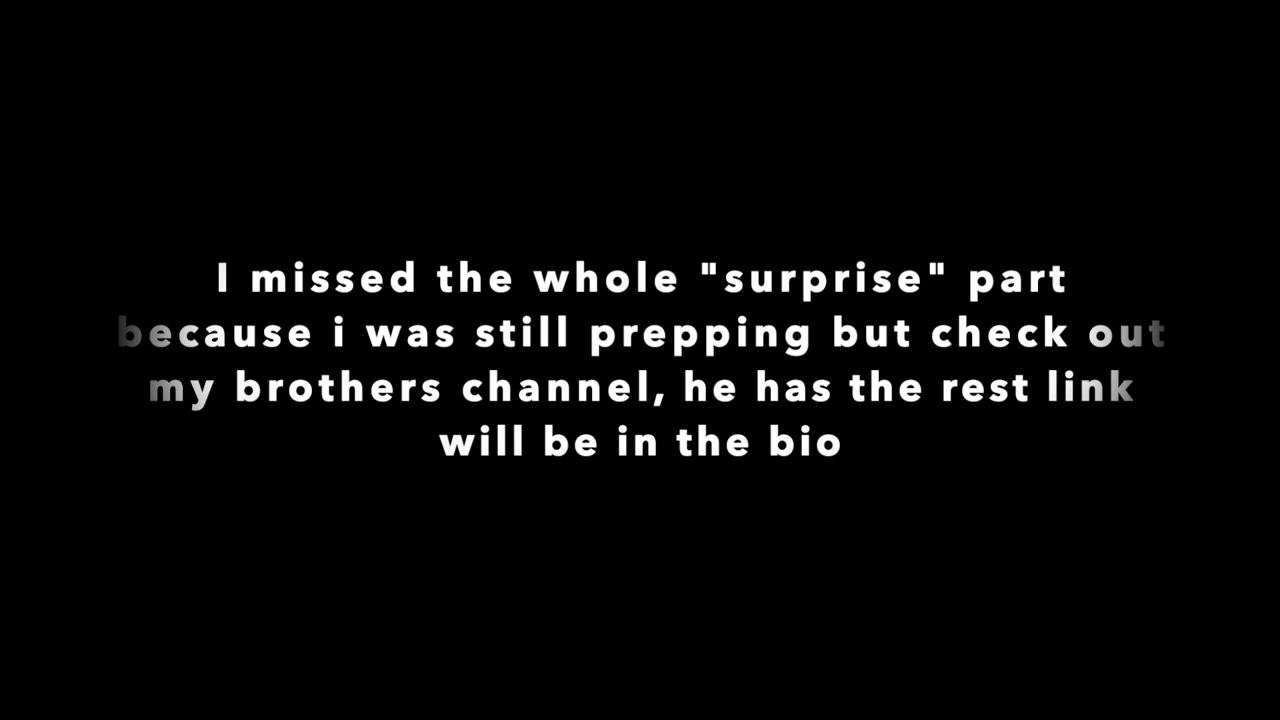 I missed the whole "surprise" part
because i was still prepping but check out
my brothers channel, he has the rest link
will be in the bio